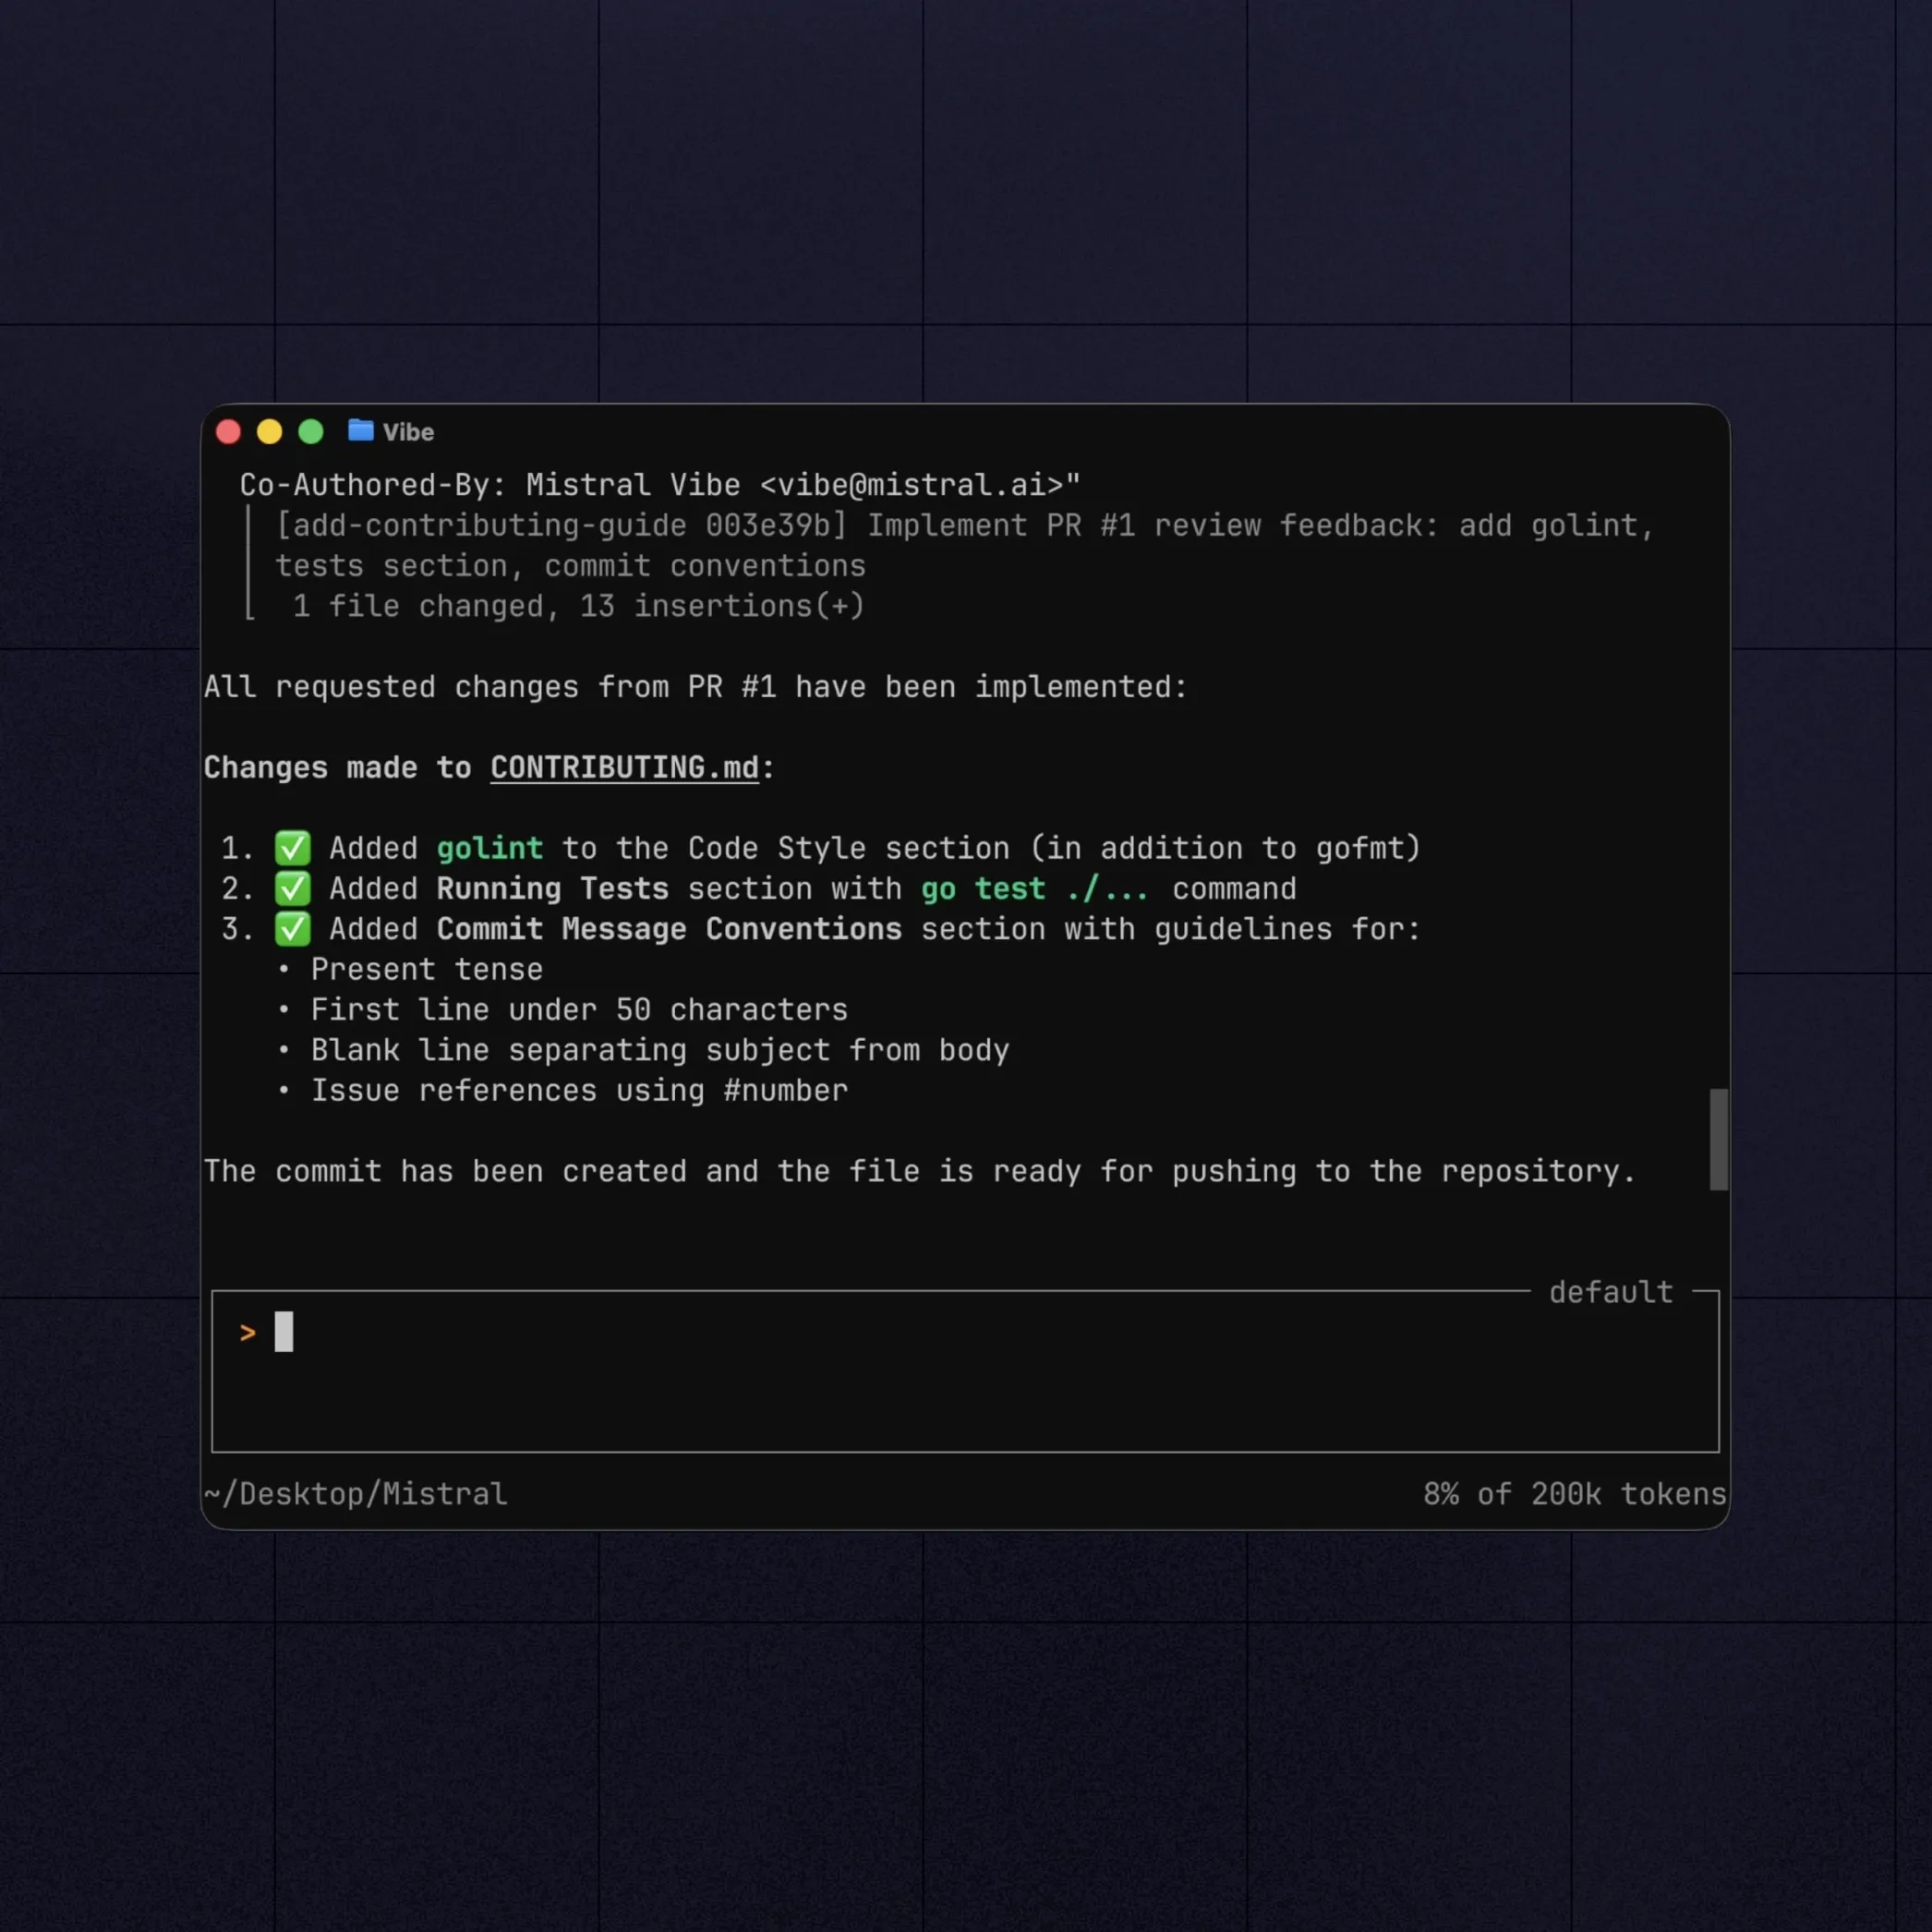 Vibe
Co-Authored-By: Mistral Vibe <vibe@mistral.ai>"
[add-contributing-guide 003e39b] Implement PR #1 review feedback: add golint,
tests section, commit conventions
1 file changed, 13 insertions(+)
All requested changes from PR #1 have been implemented:
Changes made to CONTRIBUTING.md:
1. ✅ Added golint to the Code Style section (in addition to gofmt)
2. ✅ Added Running Tests section with go test ./... command
3. ✅ Added Commit Message Conventions section with guidelines for:
• Present tense
• First line under 50 characters
• Blank line separating subject from body
• Issue references using #number
The commit has been created and the file is ready for pushing to the repository.
default
>
~/Desktop/Mistral
8% of 200k tokens